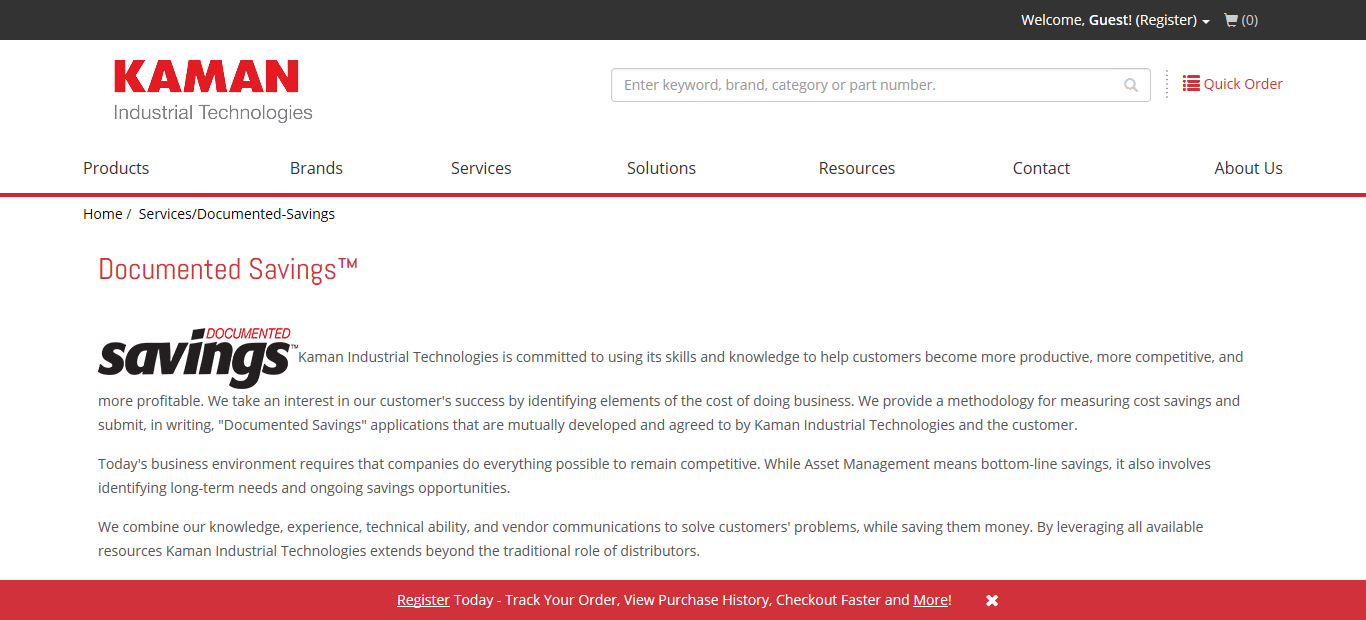 Welcome, Guest! (Register) (0)
KAMAN
Industrial Technologies
Enter keyword, brand, category or part number.
Quick Order
Products Brands Services Solutions Resources Contact About Us
Home / Services/Documented-Savings
Documented Savings™
DOCUMENTED
savings™ Kaman Industrial Technologies is committed to using its skills and knowledge to help customers become more productive, more competitive, and
more profitable. We take an interest in our customer's success by identifying elements of the cost of doing business. We provide a methodology for measuring cost savings and
submit, in writing, "Documented Savings" applications that are mutually developed and agreed to by Kaman Industrial Technologies and the customer.
Today's business environment requires that companies do everything possible to remain competitive. While Asset Management means bottom-line savings, it also involves
identifying long-term needs and ongoing savings opportunities.
We combine our knowledge, experience, technical ability, and vendor communications to solve customers' problems, while saving them money. By leveraging all available
resources Kaman Industrial Technologies extends beyond the traditional role of distributors.
Register Today - Track Your Order, View Purchase History, Checkout Faster and More!